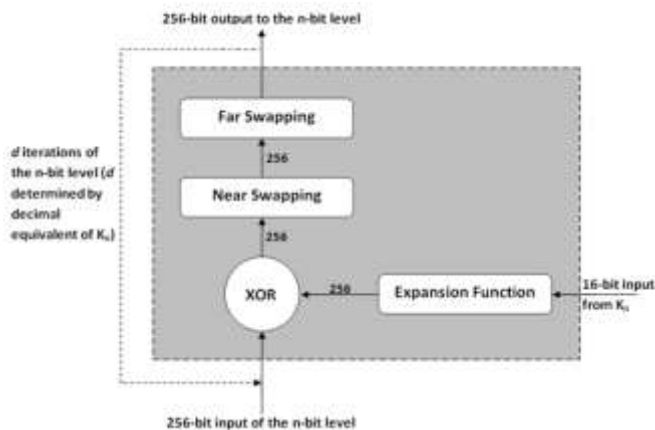 256-bit output to the n-bit level
Far Swapping
256
d iterations of
the n-bit level (d
determined by
decimal
equivalent of Kn)
Near Swapping
256
XOR
256
Expansion Function
16-bit input
from Kn
256-bit input of the n-bit level